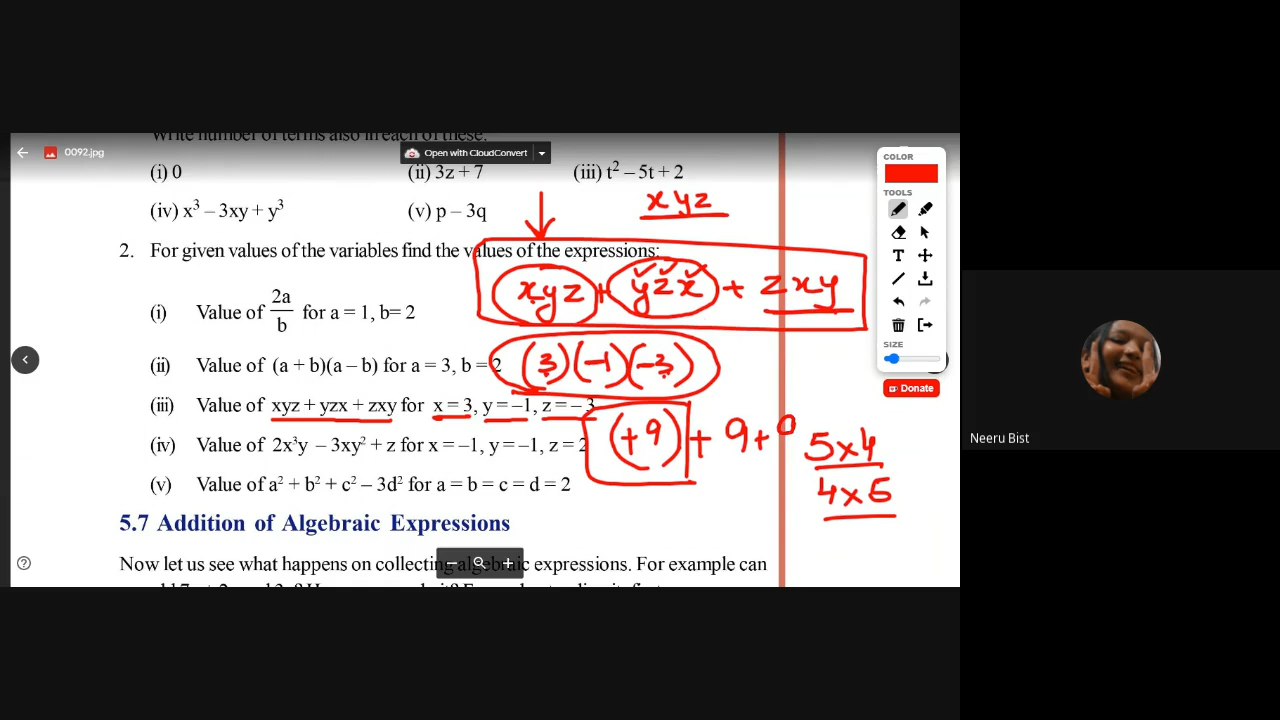 Write number of terms also in each of these.
0092.jpg
Open with CloudConvert
(i) 0 (ii) 3z + 7 (iii) t² – 5t + 2
(iv) x³ – 3xy + y³ (v) p – 3q
xyz
2. For given values of the variables find the values of the expressions:
xyz + yzx + zxy
(i) Value of 2a/b for a = 1, b= 2
(ii) Value of (a + b)(a – b) for a = 3, b = 2
(3)(-1)(-3)
(iii) Value of xyz + yzx + zxy for x = 3, y = –1, z = – 3
(+9) + 9 + 9
(iv) Value of 2x³y – 3xy² + z for x = –1, y = –1, z = 2
5x4
4x5
(v) Value of a² + b² + c² – 3d² for a = b = c = d = 2
5.7 Addition of Algebraic Expressions
Now let us see what happens on collecting algebraic expressions. For example can
COLOR
TOOLS
T
SIZE
Donate
Neeru Bist